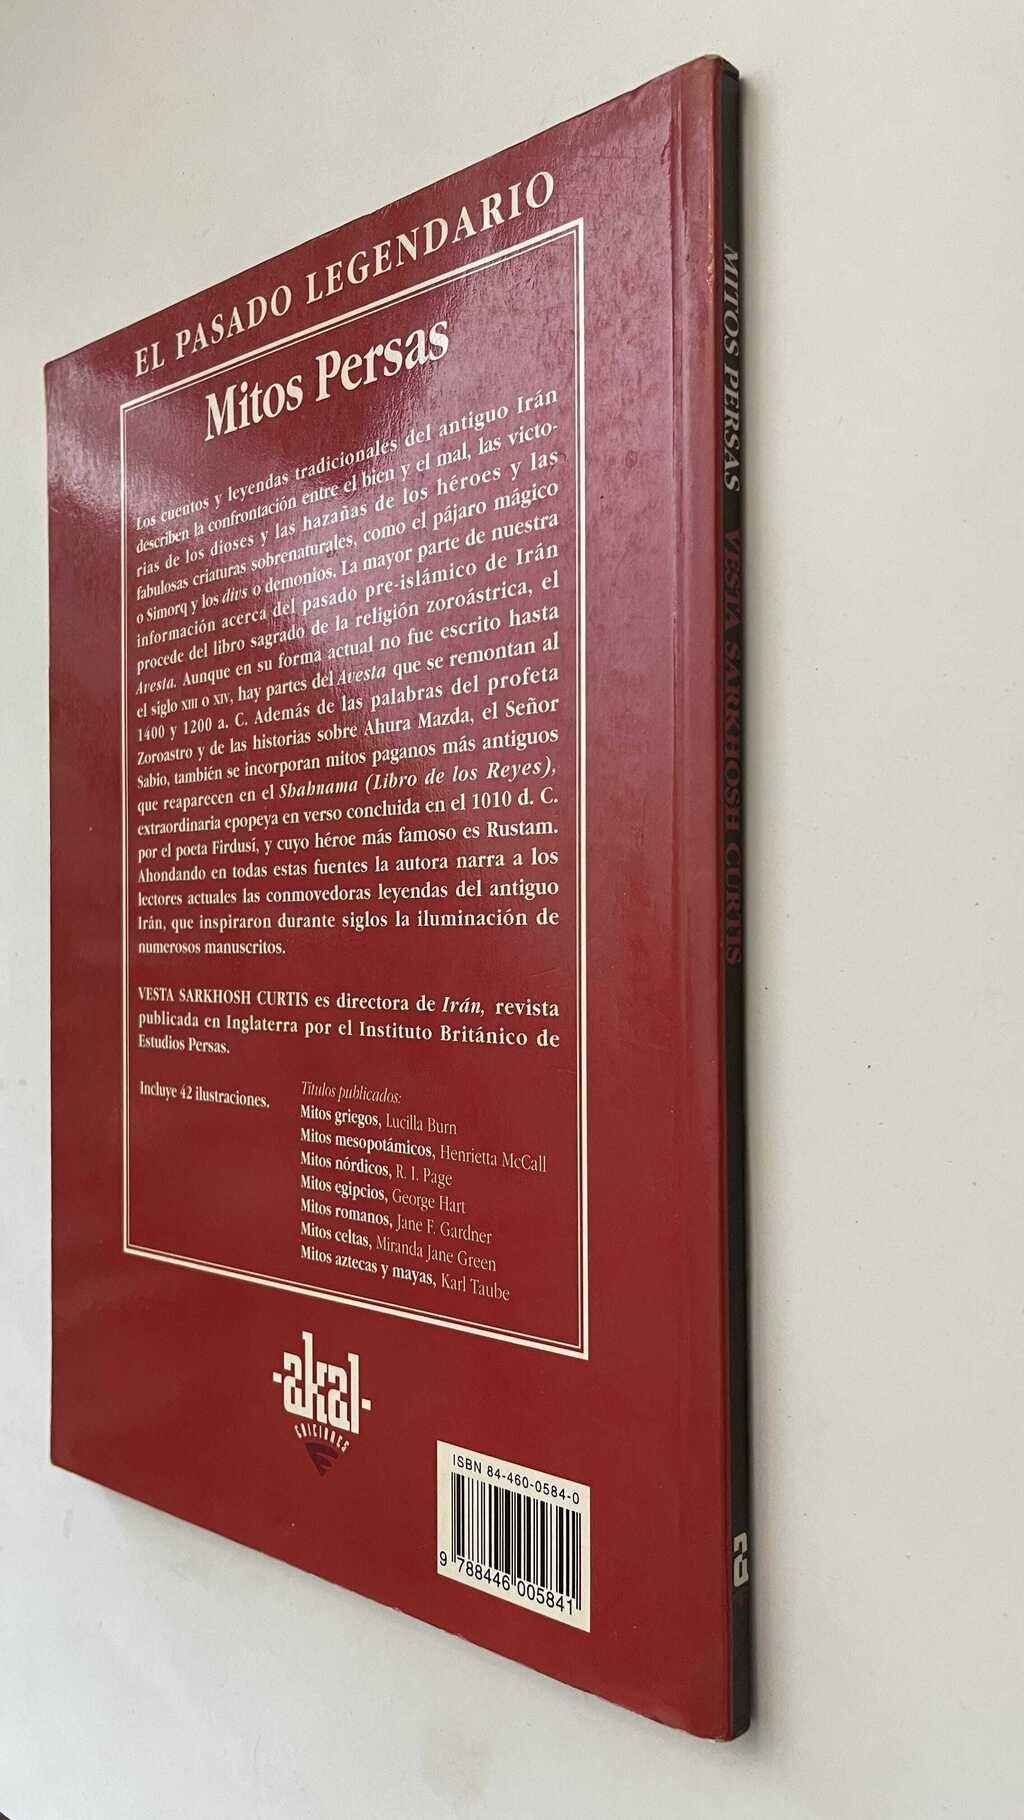 EL PASADO LEGENDARIO
Mitos Persas
Los cuentos y leyendas tradicionales del antiguo Irán
describen la confrontación entre el bien y el mal, las victo-
rias de los dioses y las hazañas de los héroes y las
fabulosas criaturas sobrenaturales, como el pájaro mágico
o Simorq y los divs o demonios. La mayor parte de nuestra
información acerca del pasado pre-islámico de Irán
procede del libro sagrado de la religión zoroástrica, el
Avesta. Aunque en su forma actual no fue escrito hasta
el siglo XIII o XIV, hay partes del Avesta que se remontan al
1400 y 1200 a. C. Además de las palabras del profeta
Zoroastro y de las historias sobre Ahura Mazda, el Señor
Sabio, también se incorporan mitos paganos más antiguos
que reaparecen en el Shahnama (Libro de los Reyes),
extraordinaria epopeya en verso concluida en el 1010 d. C.
por el poeta Firdusí, y cuyo héroe más famoso es Rustam.
Ahondando en todas estas fuentes la autora narra a los
lectores actuales las conmovedoras leyendas del antiguo
Irán, que inspiraron durante siglos la iluminación de
numerosos manuscritos.
VESTA SARKHOSH CURTIS es directora de Irán, revista
publicada en Inglaterra por el Instituto Británico de
Estudios Persas.
Incluye 42 ilustraciones.
Títulos publicados:
Mitos griegos, Lucilla Burn
Mitos mesopotámicos, Henrietta McCall
Mitos nórdicos, R. I. Page
Mitos egipcios, George Hart
Mitos romanos, Jane F. Gardner
Mitos celtas, Miranda Jane Green
Mitos aztecas y mayas, Karl Taube
akal
EDICIONES
ISBN 84-460-0584-0
9 788446 005841
MITOS PERSAS VESTA SARKHOSH CURTIS